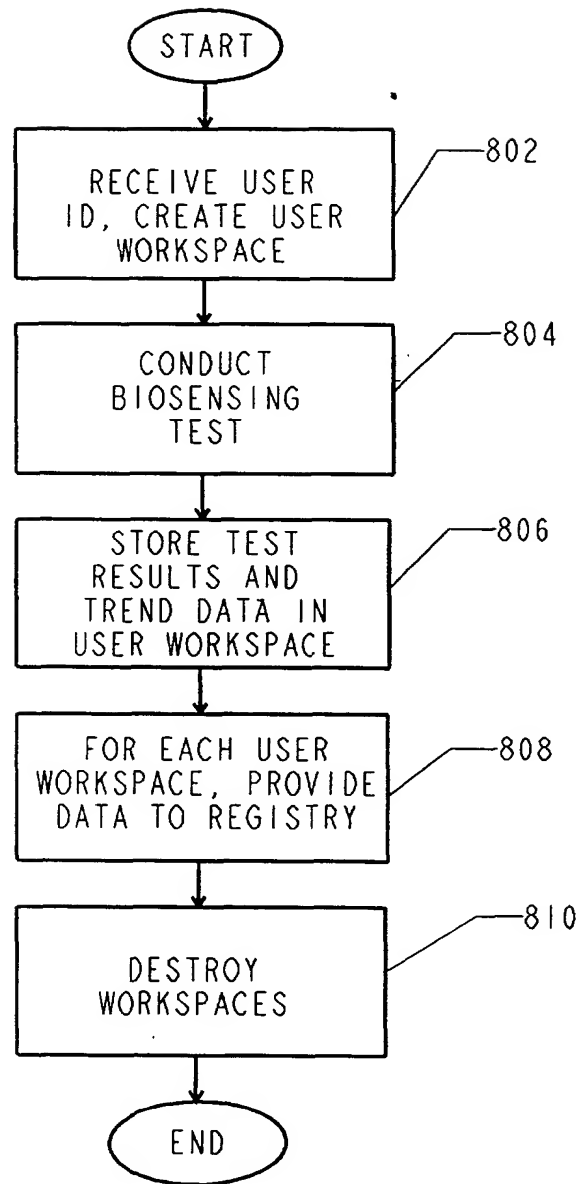 START
802
RECEIVE USER
ID, CREATE USER
WORKSPACE
804
CONDUCT
BIOSENSING
TEST
806
STORE TEST
RESULTS AND
TREND DATA IN
USER WORKSPACE
808
FOR EACH USER
WORKSPACE, PROVIDE
DATA TO REGISTRY
810
DESTROY
WORKSPACES
END